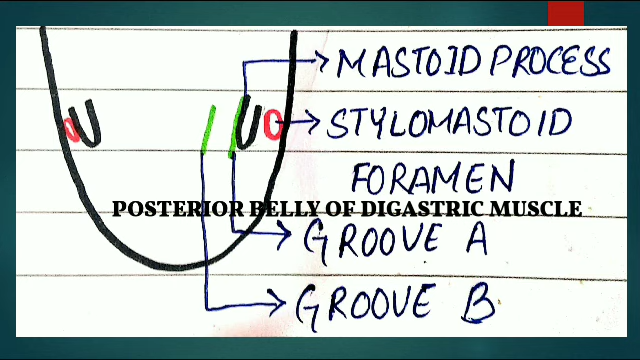 MASTOID PROCESS
STYLOMASTOID
FORAMEN
POSTERIOR BELLY OF DIGASTRIC MUSCLE
GROOVE A
GROOVE B